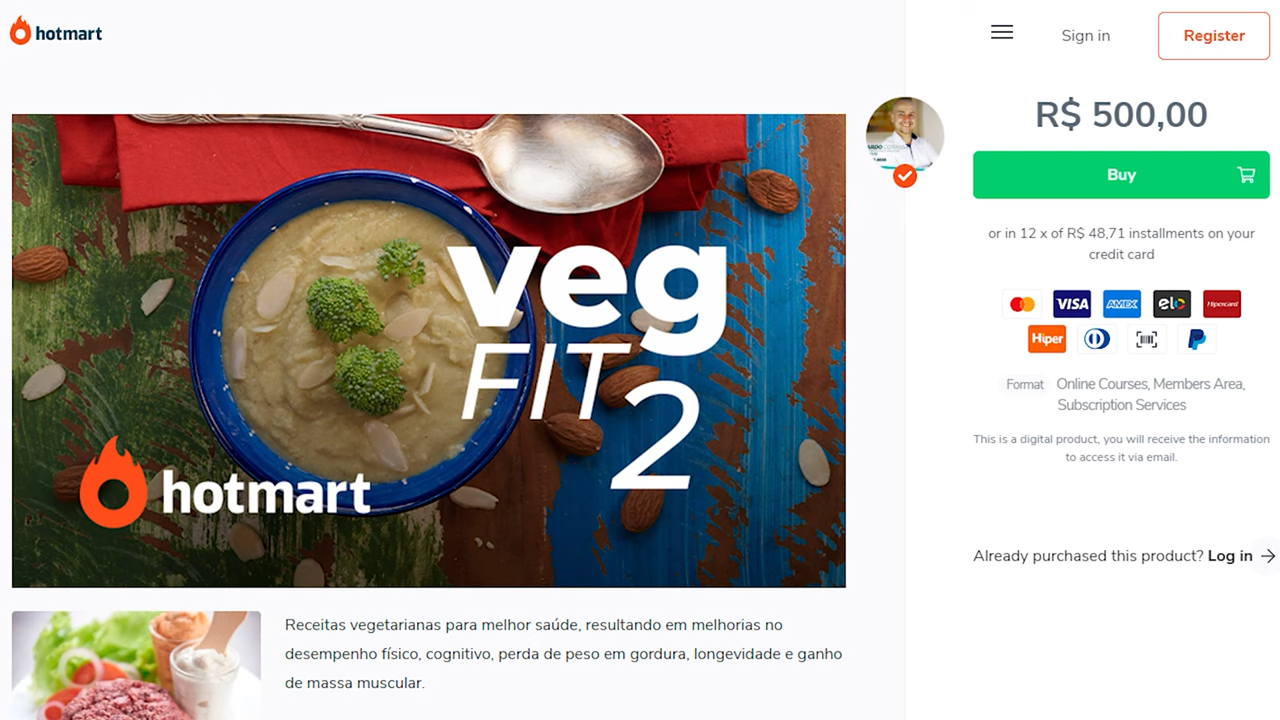 hotmart
Sign in
Register
R$ 500,00
Buy
or in 12 x of R$ 48,71 installments on your
credit card
VISA
AMEX
elo
Hipercard
Hiper
Format
Online Courses, Members Area,
Subscription Services
This is a digital product, you will receive the information
to access it via email.
Already purchased this product? Log in
veg
FIT
2
hotmart
Receitas vegetarianas para melhor saúde, resultando em melhorias no
desempenho físico, cognitivo, perda de peso em gordura, longevidade e ganho
de massa muscular.